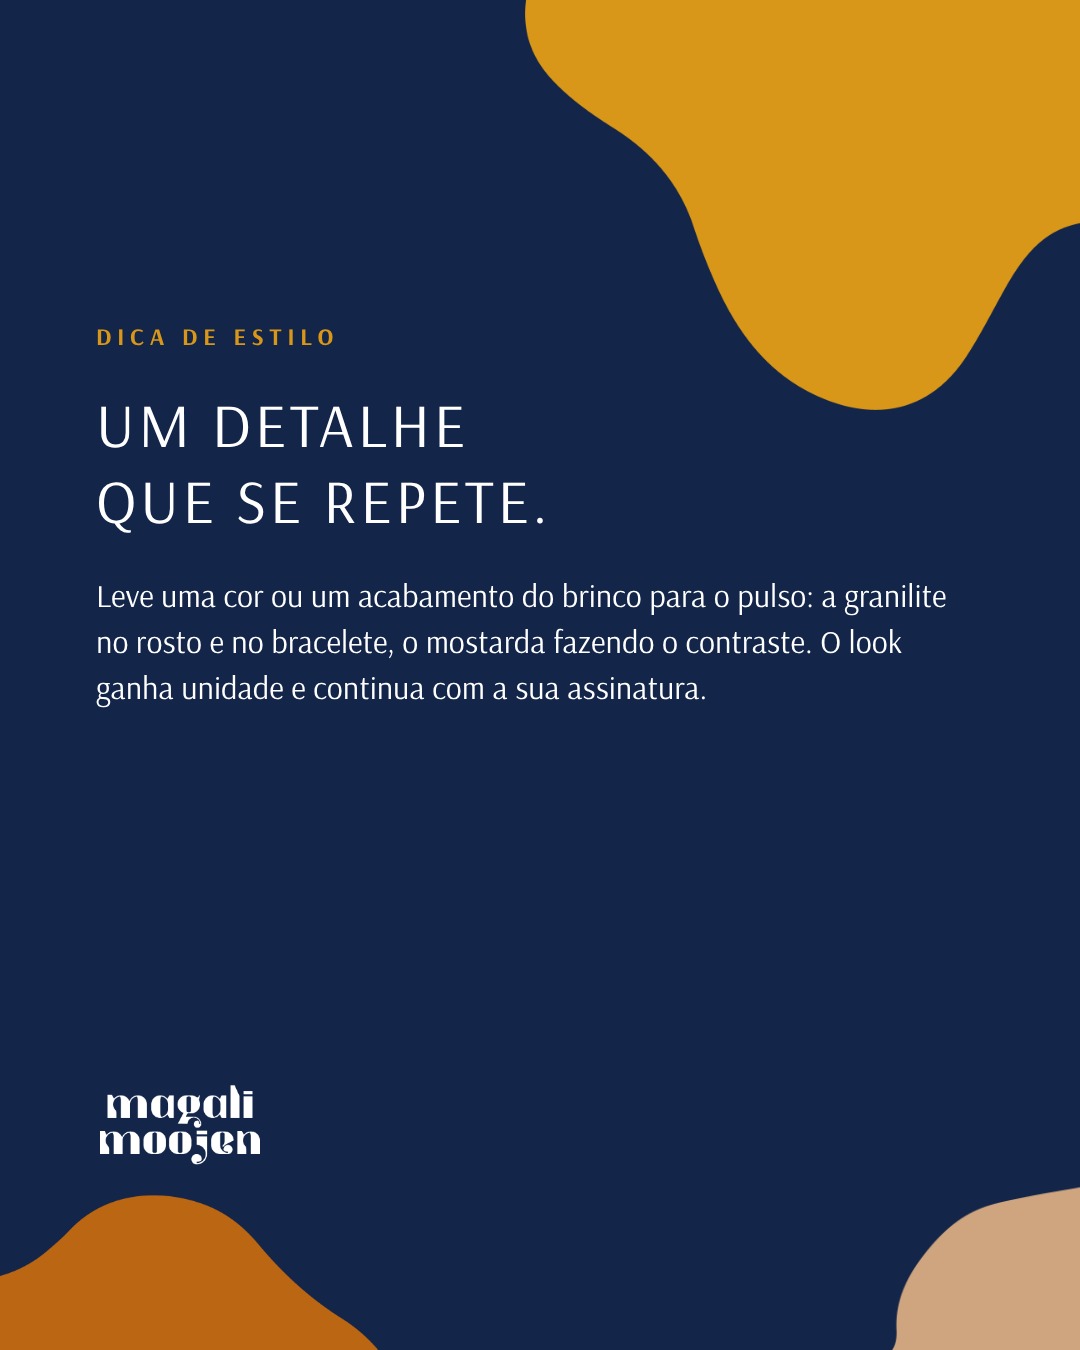 DICA DE ESTILO
UM DETALHE
QUE SE REPETE.
Leve uma cor ou um acabamento do brinco para o pulso: a granilite
no rosto e no bracelete, o mostarda fazendo o contraste. O look
ganha unidade e continua com a sua assinatura.
magali
moojen